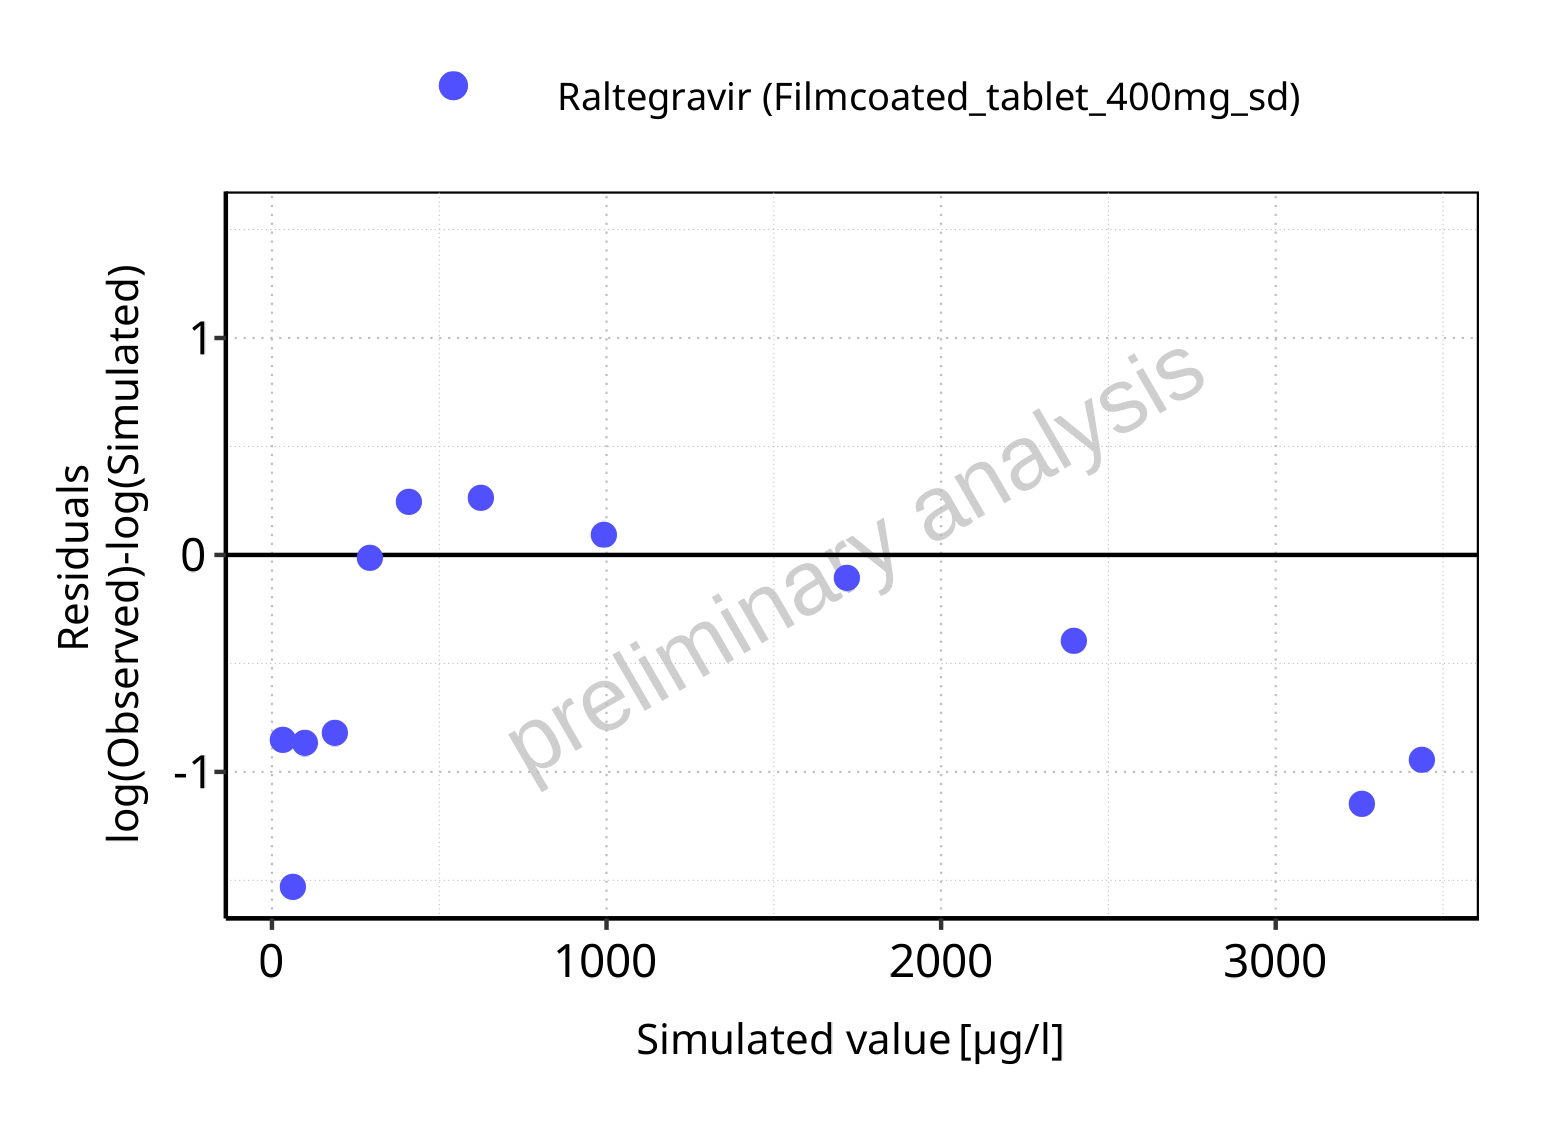 Raltegravir (Filmcoated_tablet_400mg_sd)
Residuals
log(Observed)-log(Simulated)
1
0
-1
preliminary analysis
0
1000
2000
3000
Simulated value [µg/l]